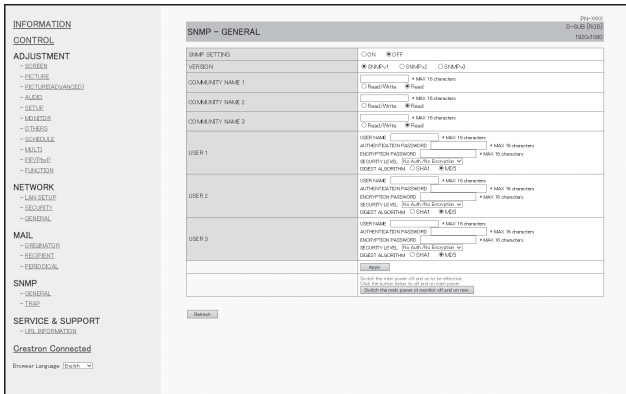 INFORMATION
CONTROL
ADJUSTMENT
- SCREEN
- PICTURE
- PICTURE(ADVANCED)
- AUDIO
- SETUP
- MONITOR
- OTHERS
- SCHEDULE
- MULTI
- PIP/PbyP
- FUNCTION
NETWORK
- LAN SETUP
- SECURITY
- GENERAL
MAIL
- ORIGINATOR
- RECIPIENT
- PERIODICAL
SNMP
- GENERAL
- TRAP
SERVICE & SUPPORT
- URL INFORMATION
Crestron Connected
Browser Language English
PN-XXXX
SNMP - GENERAL
D-SUB [RGB]
1920x1080
SNMP SETTING ON OFF
VERSION SNMPv1 SNMPv2 SNMPv3
COMMUNITY NAME 1 * MAX 16 characters
Read/Write Read
COMMUNITY NAME 2 * MAX 16 characters
Read/Write Read
COMMUNITY NAME 3 * MAX 16 characters
Read/Write Read
USER 1
USER NAME * MAX 16 characters
AUTHENTICATION PASSWORD * MAX 16 characters
ENCRYPTION PASSWORD * MAX 16 characters
SECURITY LEVEL No Auth/No Encryption
DIGEST ALGORITHM SHA1 MD5
USER 2
USER NAME * MAX 16 characters
AUTHENTICATION PASSWORD * MAX 16 characters
ENCRYPTION PASSWORD * MAX 16 characters
SECURITY LEVEL No Auth/No Encryption
DIGEST ALGORITHM SHA1 MD5
USER 3
USER NAME * MAX 16 characters
AUTHENTICATION PASSWORD * MAX 16 characters
ENCRYPTION PASSWORD * MAX 16 characters
SECURITY LEVEL No Auth/No Encryption
DIGEST ALGORITHM SHA1 MD5
Apply
Switch the main power off and on to be effective.
Click the button below to off and on main power.
Switch the main power of monitor off and on now.
Refresh